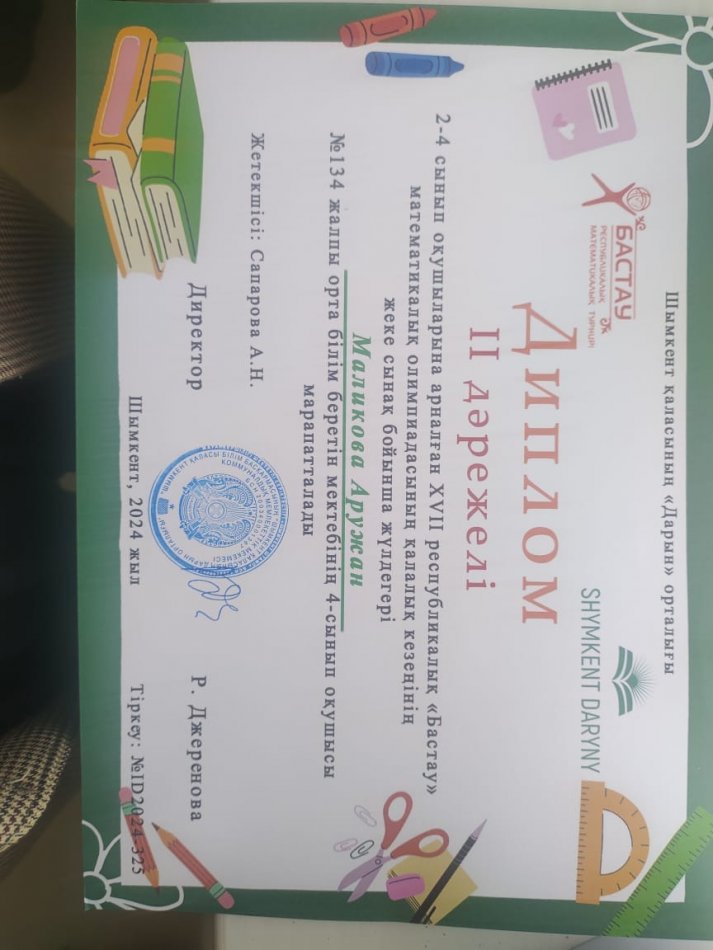 Шымкент қаласының «Дарын» орталығы
БАСТАУ
РЕСПУБЛИКАЛЫҚ
МАТЕМАТИКАЛЫҚ ТУРНИРІ
SHYMKENT DARYNY
Диплом
II дәрежелі
2-4 сынып оқушыларына арналған XVII республикалық «Бастау»
математикалық олимпиадасының қалалық кезеңінің
жеке сынақ бойынша жүлдегері
Маликова Аружан
№134 жалпы орта білім беретін мектебінің 4-сынып оқушысы
марапатталады
Жетекшісі: Сапарова А.Н.
Директор
Р. Джеренова
Шымкент, 2024 жыл
Тіркеу: №ID2024-325